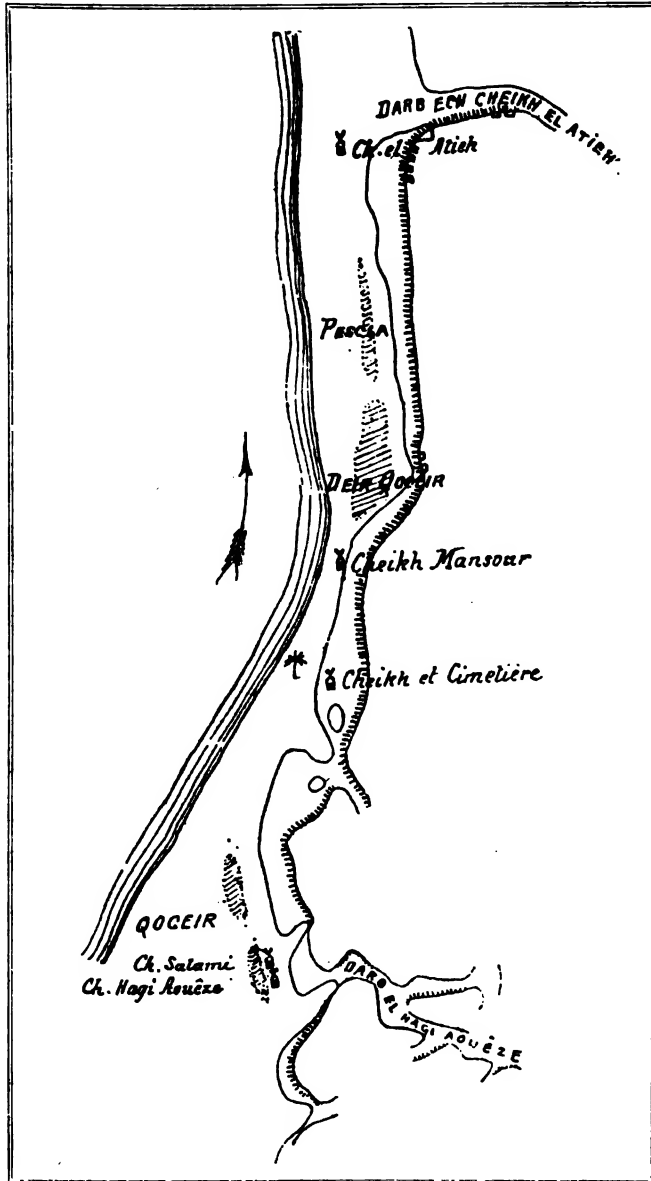 DARB ECH CHEIKH EL ATIEH
Ch. el Atieh
PESCLA
DEIR QOCEIR
Cheikh Mansour
Cheikh et Cimetière
QOCEIR
Ch. Salami
Ch. Hagi Aouêze
DARB EL HAGI AOUÊZE